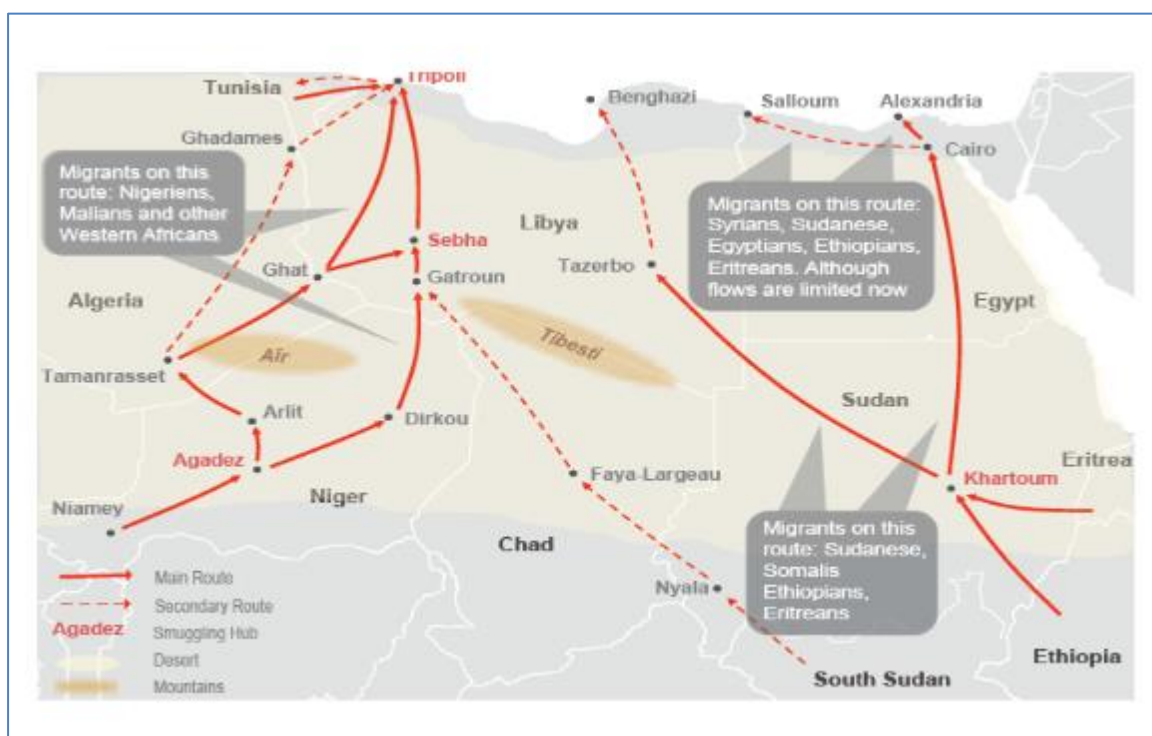 Tripoli
Tunisia
Benghazi
Salloum
Alexandria
Ghadames
Cairo
Migrants on this
route: Nigeriens,
Malians and other
Western Africans
Migrants on this route:
Syrians, Sudanese,
Egyptians, Ethiopians,
Eritreans. Although
flows are limited now
Libya
Sebha
Ghat
Gatroun
Tazerbo
Algeria
Egypt
Aïr
Tibesti
Tamanrasset
Sudan
Arlit
Dirkou
Agadez
Eritrea
Faya-Largeau
Khartoum
Niger
Niamey
Chad
Migrants on this
route: Sudanese,
Somalis
Ethiopians,
Eritreans
Nyala
Main Route
Secondary Route
Agadez Smuggling Hub
Desert
Mountains
Ethiopia
South Sudan